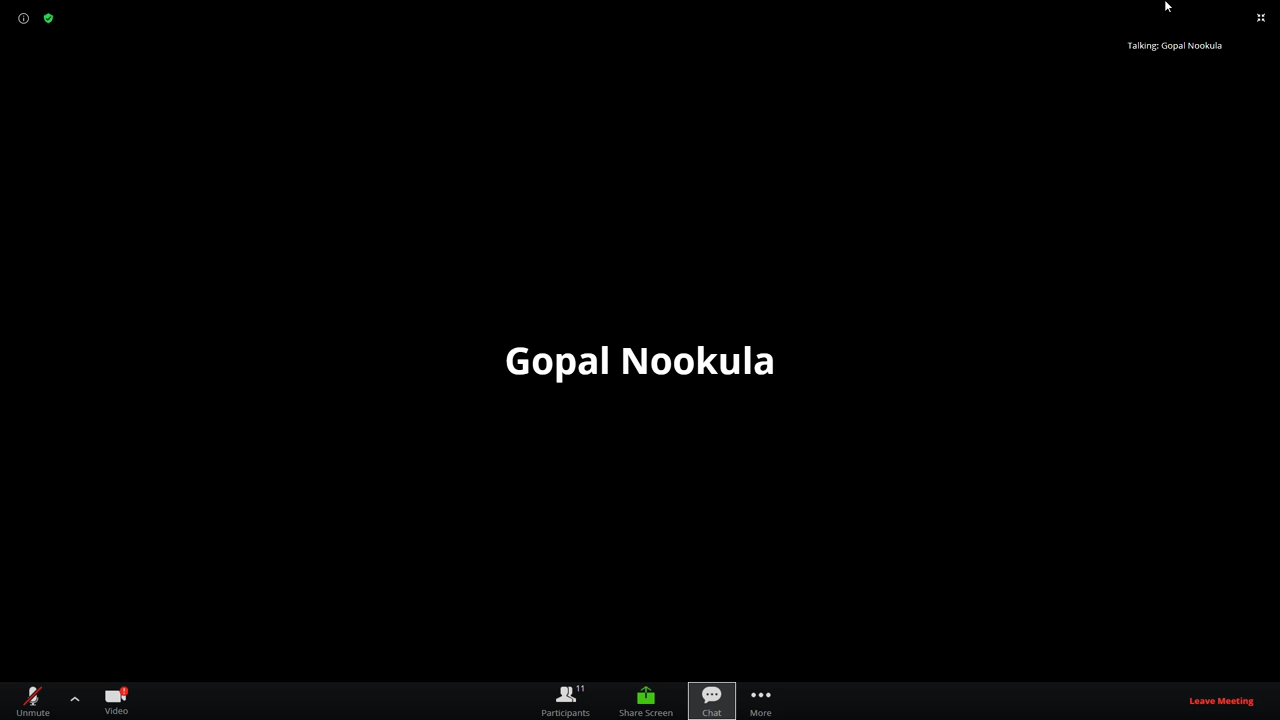 Talking: Gopal Nookula
Gopal Nookula
Unmute
Video
Participants
11
Share Screen
Chat
More
Leave Meeting